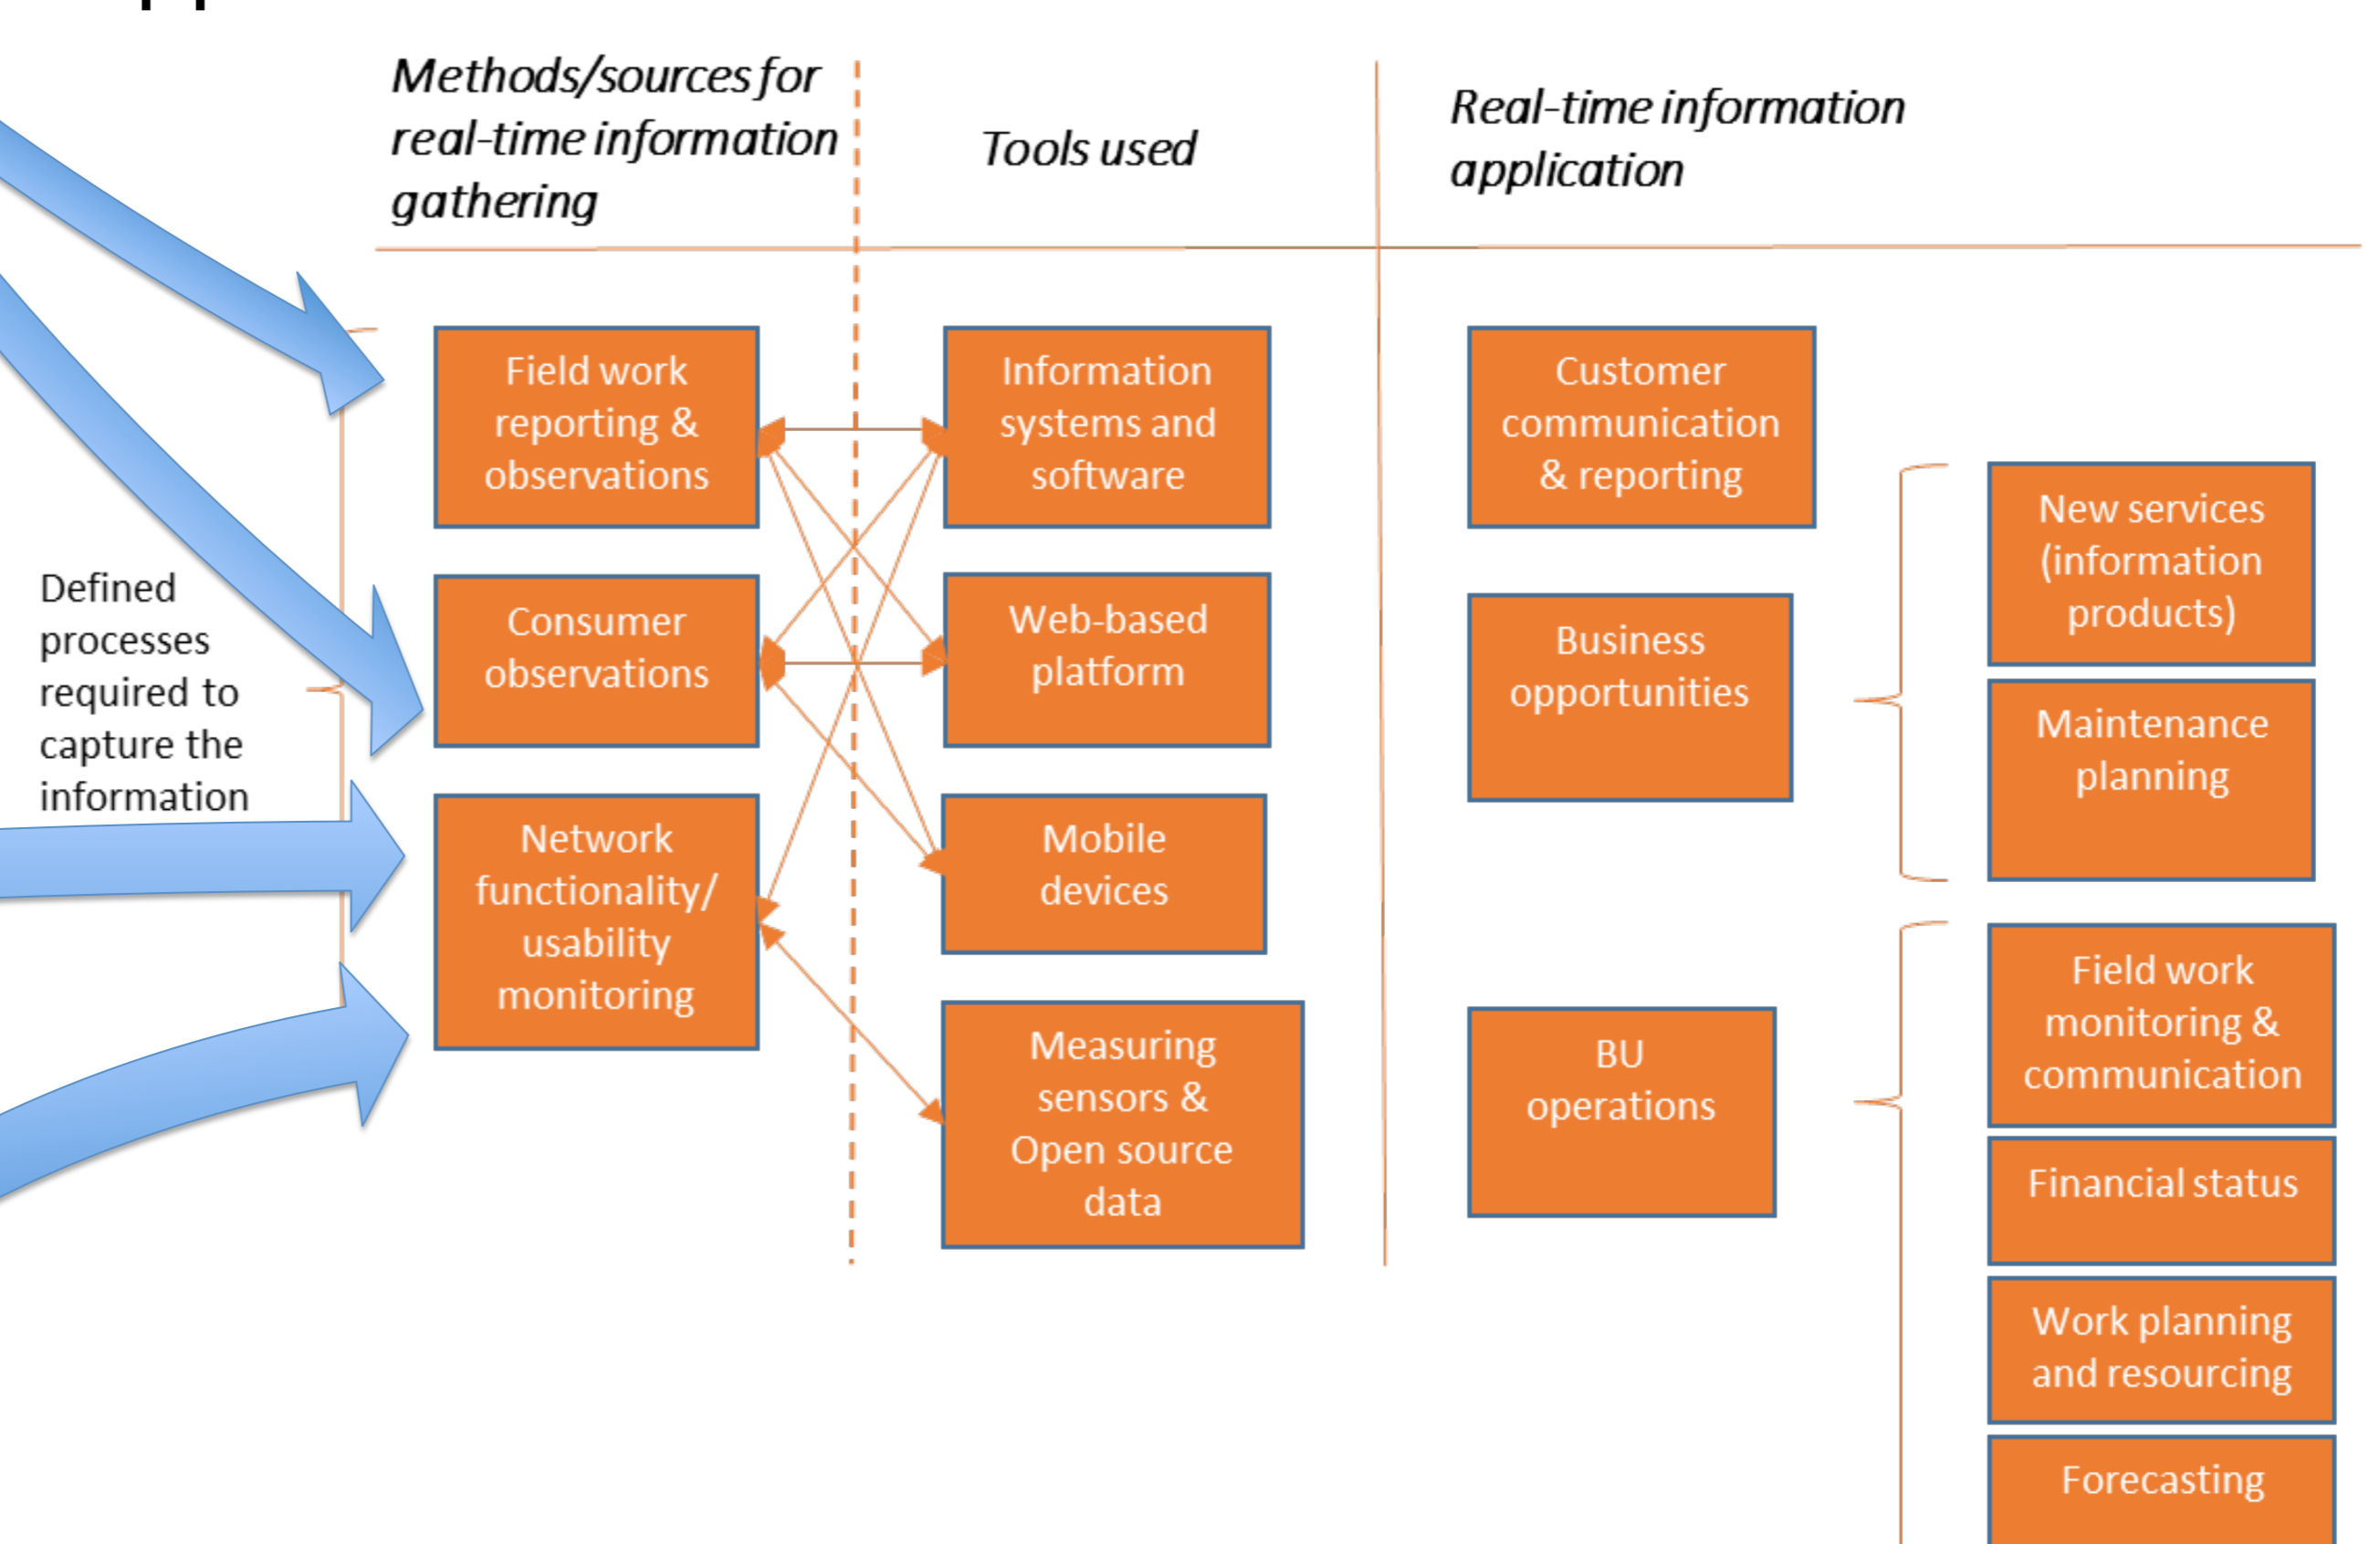 Methods/sources for
real-time information
gathering
Tools used
Real-time information
application
Defined
processes
required to
capture the
information
Field work
reporting &
observations
Consumer
observations
Network
functionality/
usability
monitoring
Information
systems and
software
Web-based
platform
Mobile
devices
Measuring
sensors &
Open source
data
Customer
communication
& reporting
Business
opportunities
BU
operations
New services
(information
products)
Maintenance
planning
Field work
monitoring &
communication
Financial status
Work planning
and resourcing
Forecasting